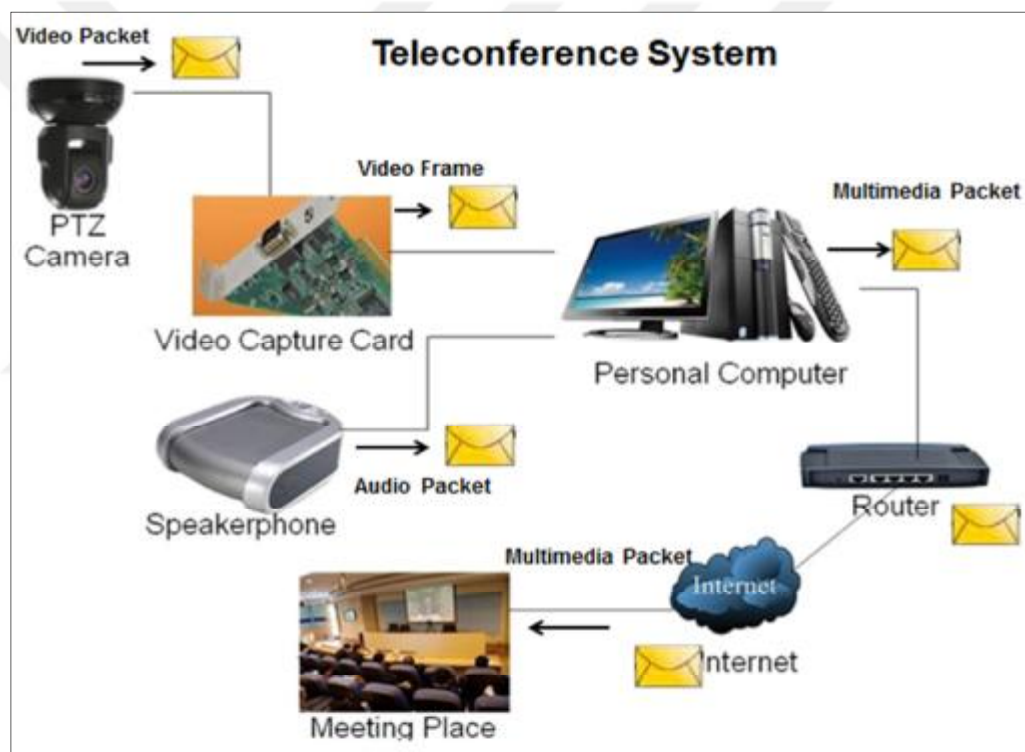 Teleconference System
Video Packet
PTZ
Camera
Video Frame
Video Capture Card
Multimedia Packet
Personal Computer
Audio Packet
Speakerphone
Router
Multimedia Packet
Internet
Internet
Meeting Place